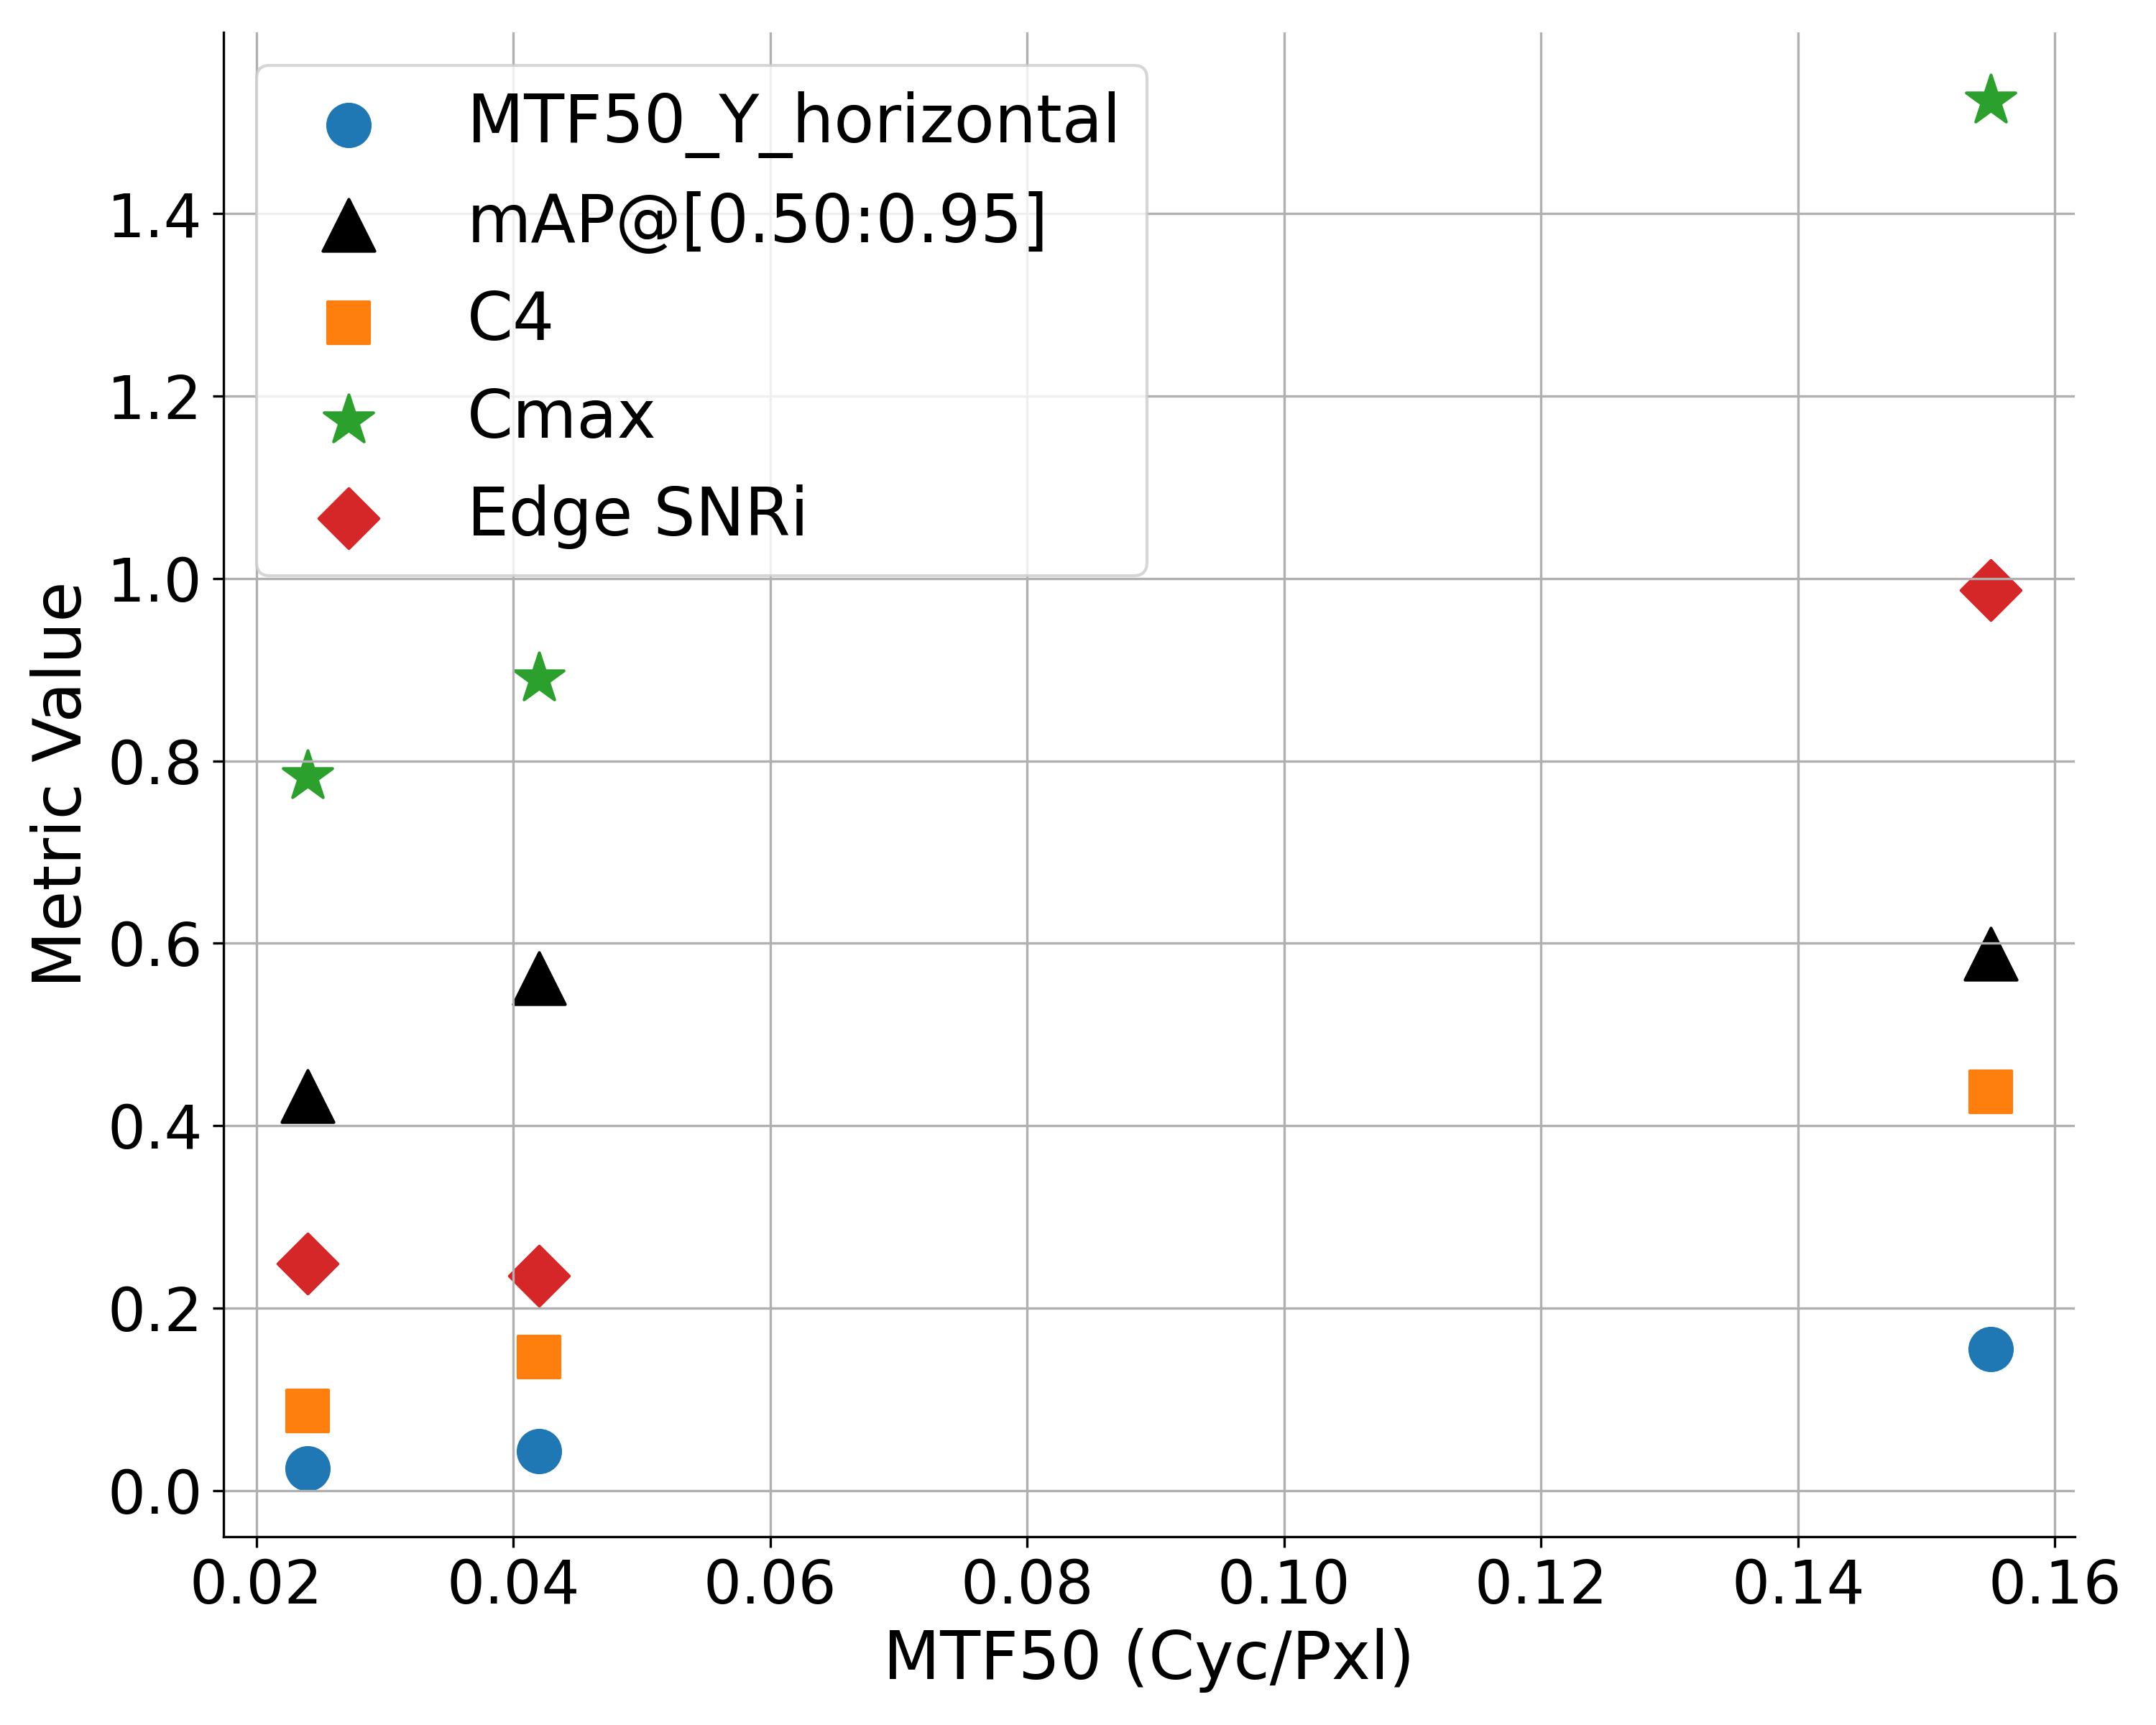 MTF50_Y_horizontal
mAP@[0.50:0.95]
C4
Cmax
Edge SNRi
Metric Value
1.4
1.2
1.0
0.8
0.6
0.4
0.2
0.0
0.02 0.04 0.06 0.08 0.10 0.12 0.14 0.16
MTF50 (Cyc/Pxl)